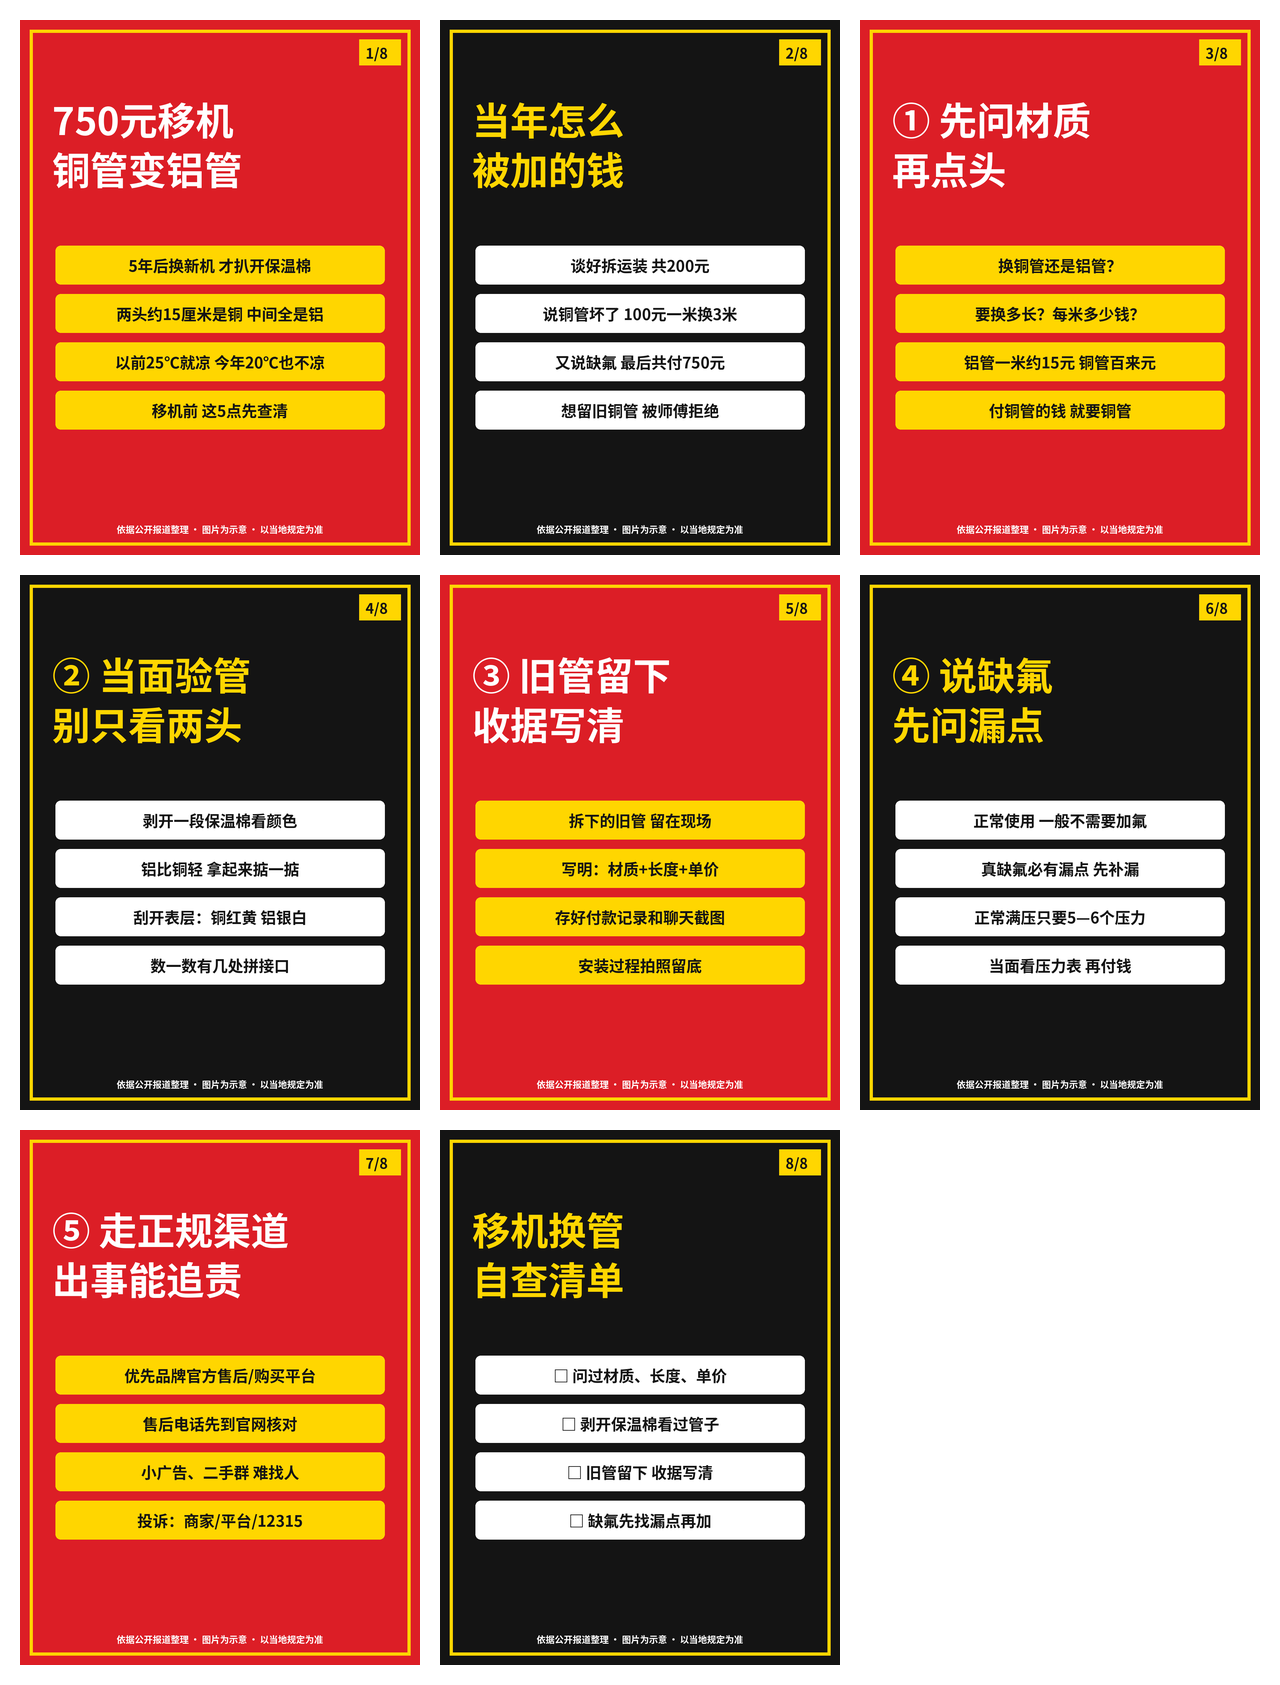 1/8
750元移机
铜管变铝管
5年后换新机 才扒开保温棉
两头约15厘米是铜 中间全是铝
以前25℃就凉 今年20℃也不凉
移机前 这5点先查清
依据公开报道整理 · 图片为示意 · 以当地规定为准
2/8
当年怎么
被加的钱
谈好拆运装 共200元
说铜管坏了 100元一米换3米
又说缺氟 最后共付750元
想留旧铜管 被师傅拒绝
依据公开报道整理 · 图片为示意 · 以当地规定为准
3/8
① 先问材质
再点头
换铜管还是铝管?
要换多长? 每米多少钱?
铝管一米约15元 铜管百来元
付铜管的钱 就要铜管
依据公开报道整理 · 图片为示意 · 以当地规定为准
4/8
② 当面验管
别只看两头
剥开一段保温棉看颜色
铝比铜轻 拿起来掂一掂
刮开表层：铜红黄 铝银白
数一数有几处拼接口
依据公开报道整理 · 图片为示意 · 以当地规定为准
5/8
③ 旧管留下
收据写清
拆下的旧管 留在现场
写明：材质+长度+单价
存好付款记录和聊天截图
安装过程拍照留底
依据公开报道整理 · 图片为示意 · 以当地规定为准
6/8
④ 说缺氟
先问漏点
正常使用 一般不需要加氟
真缺氟必有漏点 先补漏
正常满压只要5—6个压力
当面看压力表 再付钱
依据公开报道整理 · 图片为示意 · 以当地规定为准
7/8
⑤ 走正规渠道
出事能追责
优先品牌官方售后/购买平台
售后电话先到官网核对
小广告、二手群 难找人
投诉：商家/平台/12315
依据公开报道整理 · 图片为示意 · 以当地规定为准
8/8
移机换管
自查清单
□ 问过材质、长度、单价
□ 剥开保温棉看过管子
□ 旧管留下 收据写清
□ 缺氟先找漏点再加
依据公开报道整理 · 图片为示意 · 以当地规定为准